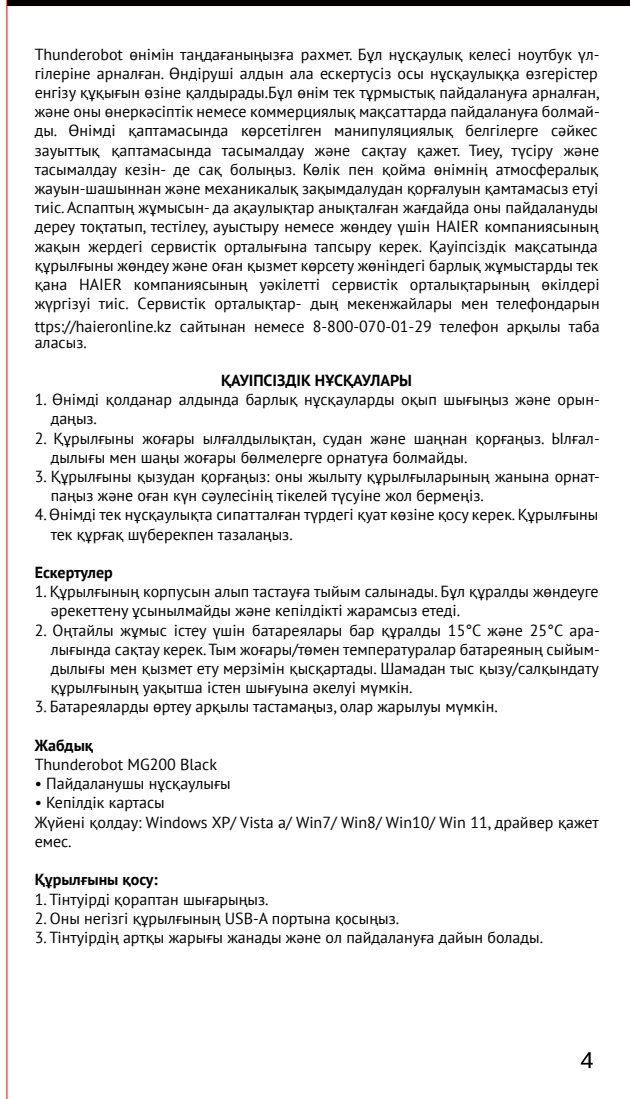 Thunderobot өнімін таңдағаныңызға рахмет. Бұл нұсқаулық келесі ноутбук үл-
гілеріне арналған. Өндіруші алдын ала ескертусіз осы нұсқаулыққа өзгерістер
енгізу құқығын өзіне қалдырады.Бұл өнім тек тұрмыстық пайдалануға арналған,
және оны өнеркәсіптік немесе коммерциялық мақсаттарда пайдалануға болмай-
ды. Өнімді қаптамасында көрсетілген манипуляциялық белгілерге сәйкес
зауыттық қаптамасында тасымалдау және сақтау қажет. Тиеу, түсіру және
тасымалдау кезін- де сақ болыңыз. Көлік пен қойма өнімнің атмосфералық
жауын-шашыннан және механикалық зақымдалудан қорғалуын қамтамасыз етуі
тиіс. Аспаптың жұмысын- да ақаулықтар анықталған жағдайда оны пайдалануды
дереу тоқтатып, тестілеу, ауыстыру немесе жөндеу үшін HAIER компаниясының
жақын жердегі сервистік орталығына тапсыру керек. Қауіпсіздік мақсатында
құрылғыны жөндеу және оған қызмет көрсету жөніндегі барлық жұмыстарды тек
қана HAIER компаниясының уәкілетті сервистік орталықтарының өкілдері
жүргізуі тиіс. Сервистік орталықтар- дың мекенжайлары мен телефондарын
ttps://haieronline.kz сайтынан немесе 8-800-070-01-29 телефон арқылы таба
аласыз.
ҚАУІПСІЗДІК НҰСҚАУЛАРЫ
1. Өнімді қолданар алдында барлық нұсқауларды оқып шығыңыз және орын-
даңыз.
2. Құрылғыны жоғары ылғалдылықтан, судан және шаңнан қорғаңыз. Ылғал-
дылығы мен шаңы жоғары бөлмелерге орнатуға болмайды.
3. Құрылғыны қызудан қорғаңыз: оны жылыту құрылғыларының жанына орнат-
паңыз және оған күн сәулесінің тікелей түсуіне жол бермеңіз.
4. Өнімді тек нұсқаулықта сипатталған түрдегі қуат көзіне қосу керек. Құрылғыны
тек құрғақ шүберекпен тазалаңыз.
Ескертулер
1. Құрылғының корпусын алып тастауға тыйым салынады. Бұл құралды жөндеуге
әрекеттену ұсынылмайды және кепілдікті жарамсыз етеді.
2. Оңтайлы жұмыс істеу үшін батареялары бар құралды 15°C және 25°C ара-
лығында сақтау керек. Тым жоғары/төмен температуралар батареяның сыйым-
дылығы мен қызмет ету мерзімін қысқартады. Шамадан тыс қызу/салқындату
құрылғының уақытша істен шығуына әкелуі мүмкін.
3. Батареяларды өртеу арқылы тастамаңыз, олар жарылуы мүмкін.
Жабдық
Thunderobot MG200 Black
• Пайдаланушы нұсқаулығы
• Кепілдік картасы
Жүйені қолдау: Windows XP/ Vista a/ Win7/ Win8/ Win10/ Win 11, драйвер қажет
емес.
Құрылғыны қосу:
1. Тінтуірді қораптан шығарыңыз.
2. Оны негізгі құрылғының USB-A портына қосыңыз.
3. Тінтуірдің артқы жарығы жанады және ол пайдалануға дайын болады.
4